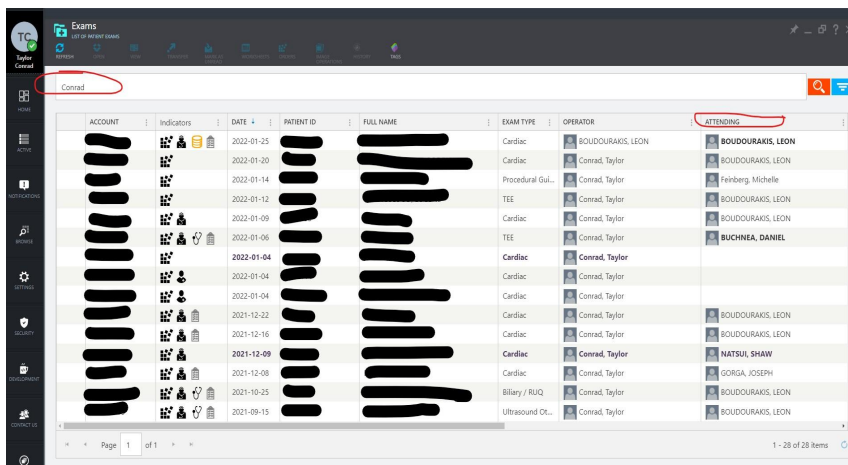 TC
Taylor
Conrad
HOME
ACTIVE
NOTIFICATIONS
BROWSE
SETTINGS
SECURITY
DEVELOPMENT
CONTACT US
Exams
LIST OF PATIENT EXAMS
REFRESH
TAGS
Conrad
ACCOUNT Indicators DATE PATIENT ID FULL NAME EXAM TYPE OPERATOR ATTENDING
2022-01-25 Cardiac BOUDOURAKIS, LEON BOUDOURAKIS, LEON
2022-01-20 Cardiac Conrad, Taylor BOUDOURAKIS, LEON
2022-01-14 Procedural Gui... Conrad, Taylor Feinberg, Michelle
2022-01-12 TEE Conrad, Taylor BOUDOURAKIS, LEON
2022-01-09 Cardiac Conrad, Taylor BOUDOURAKIS, LEON
2022-01-06 TEE Conrad, Taylor BUCHNEA, DANIEL
2022-01-04 Cardiac Conrad, Taylor
2022-01-04 Cardiac Conrad, Taylor
2022-01-04 Cardiac Conrad, Taylor
2021-12-22 Cardiac Conrad, Taylor BOUDOURAKIS, LEON
2021-12-16 Cardiac Conrad, Taylor BOUDOURAKIS, LEON
2021-12-09 Cardiac Conrad, Taylor NATSUI, SHAW
2021-12-08 Cardiac Conrad, Taylor GORGA, JOSEPH
2021-10-25 Biliary / RUQ Conrad, Taylor BOUDOURAKIS, LEON
2021-09-15 Ultrasound Ot... Conrad, Taylor BOUDOURAKIS, LEON
Page 1 of 1
1 - 28 of 28 items